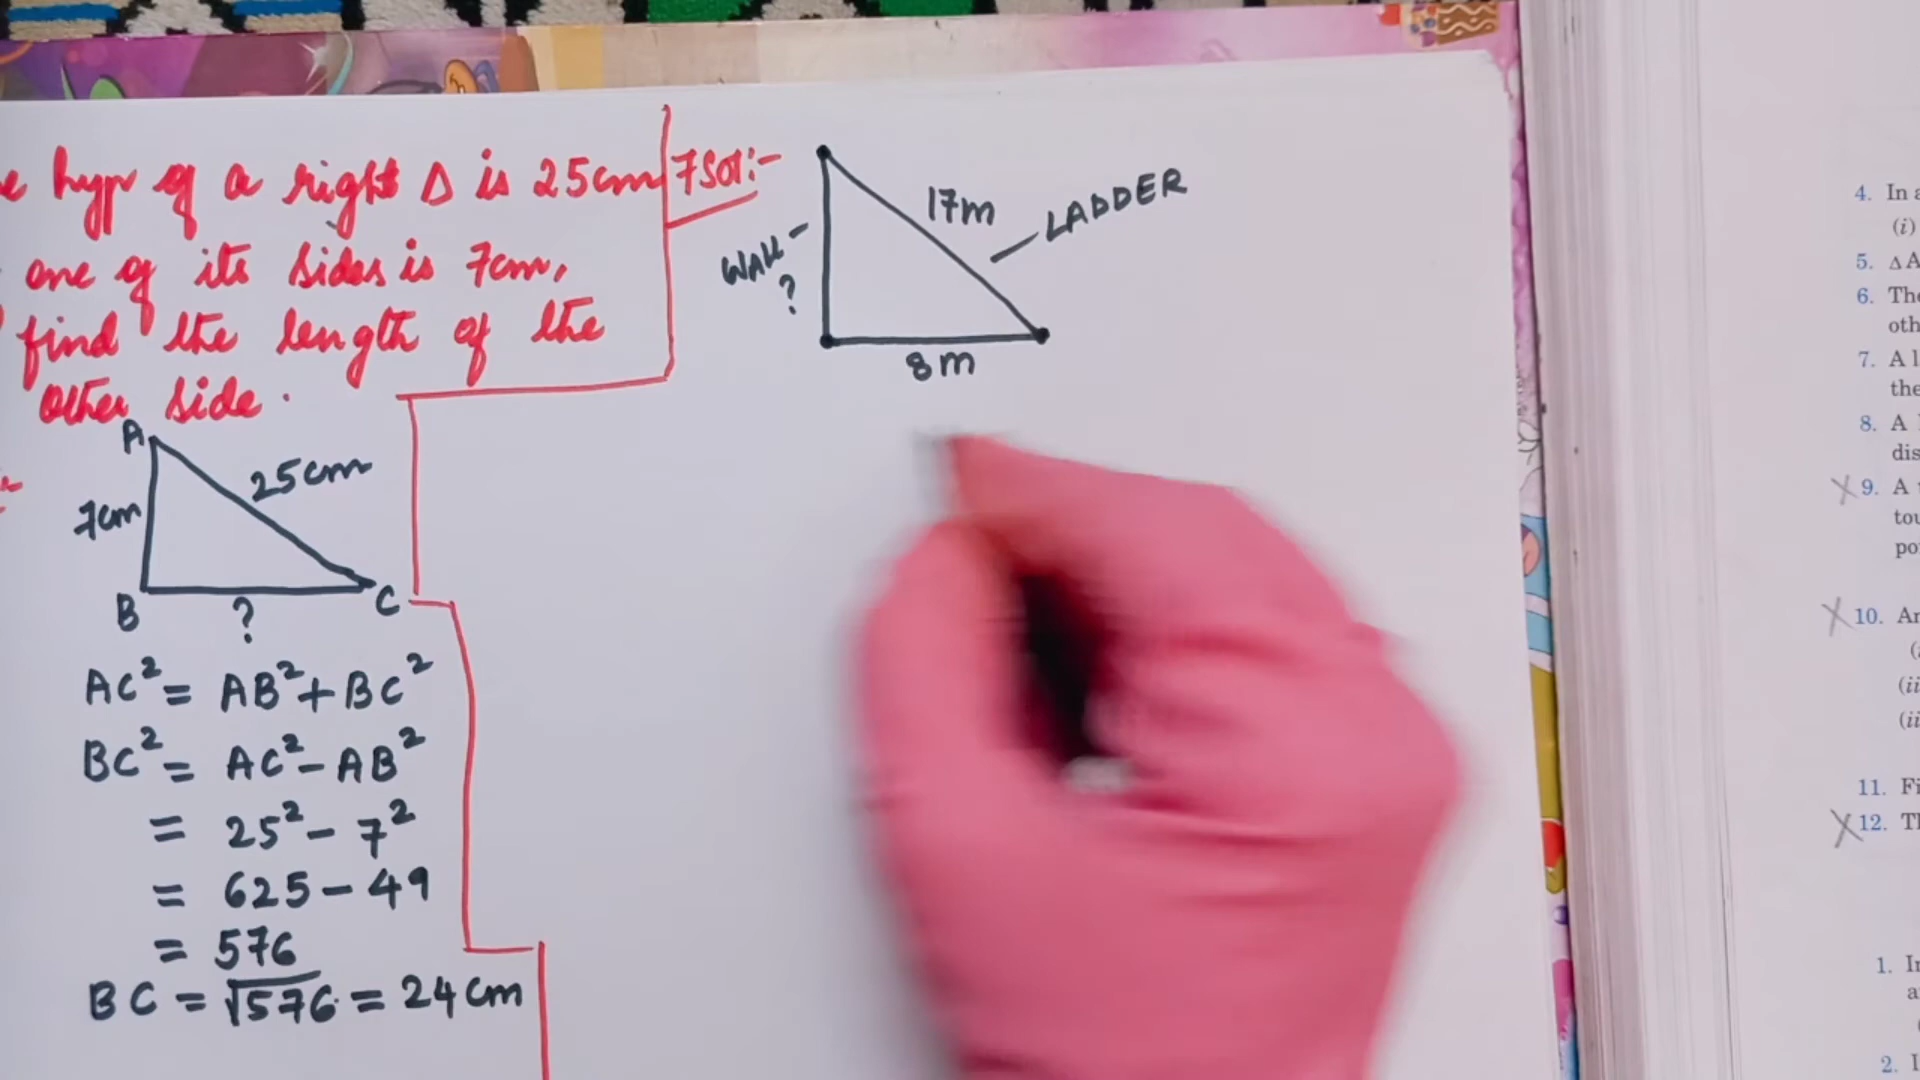 hyp of a right Δ is 25cm
one of its sides is 7cm,
find the length of the
other side.
A
7cm
25cm
B
?
C
AC² = AB² + BC²
BC² = AC² - AB²
= 25² - 7²
= 625 - 49
= 576
BC = √576 = 24cm
7Sol:-
17m
LADDER
WALL
?
8m
4. In a
(i)
5. ΔA
6. The
oth
7. A l
the
8. A
dis
X 9. A
tou
po
X 10. An
(ii
(ii
11. Fi
X 12. Th
1. In
a
2. I